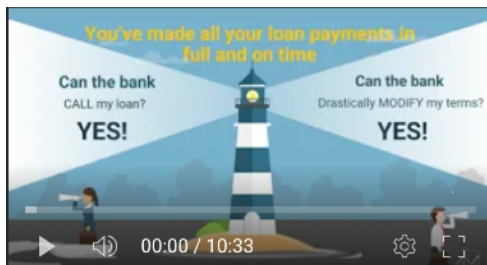 You've made all your loan payments in
full and on time
Can the bank
CALL my loan?
YES!
Can the bank
Drastically MODIFY my terms?
YES!
00:00 / 10:33